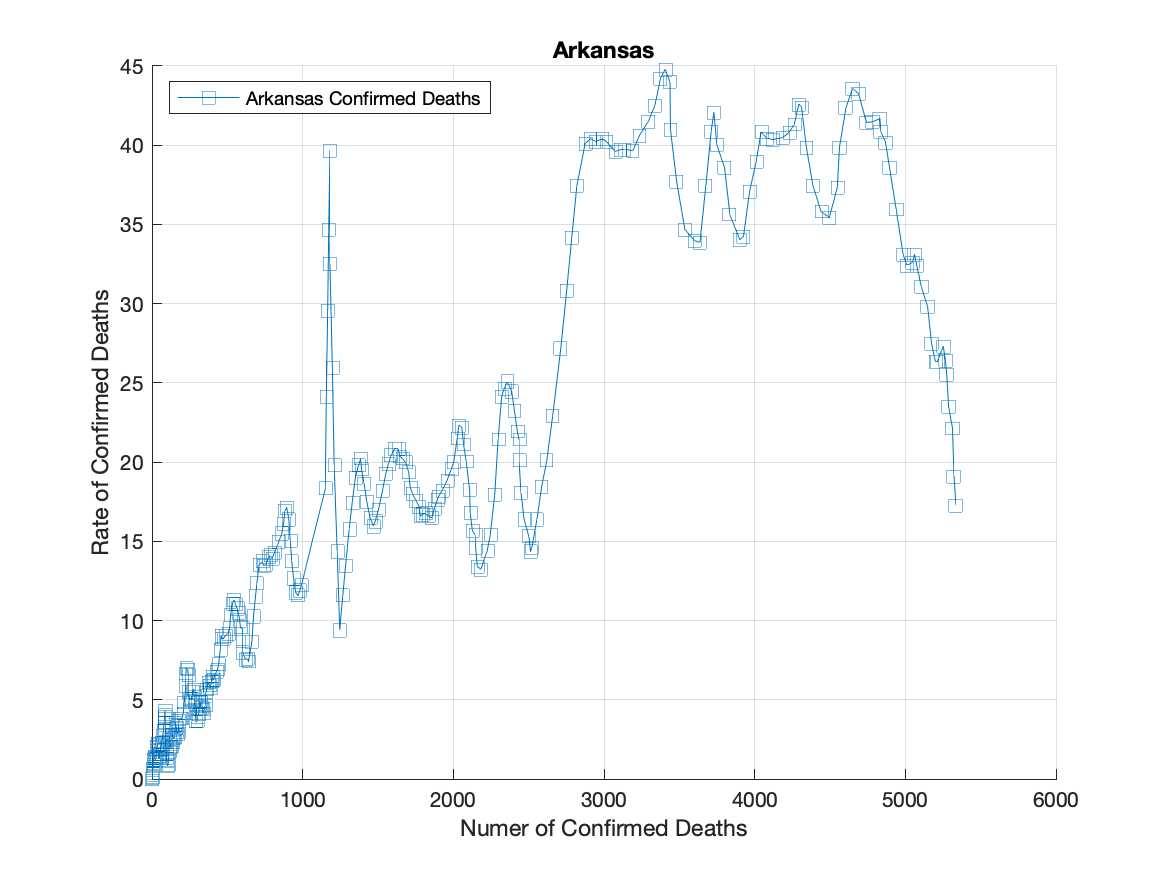 Arkansas
Arkansas Confirmed Deaths
45
40
35
30
25
20
15
10
5
0
Rate of Confirmed Deaths
0 1000 2000 3000 4000 5000 6000
Numer of Confirmed Deaths